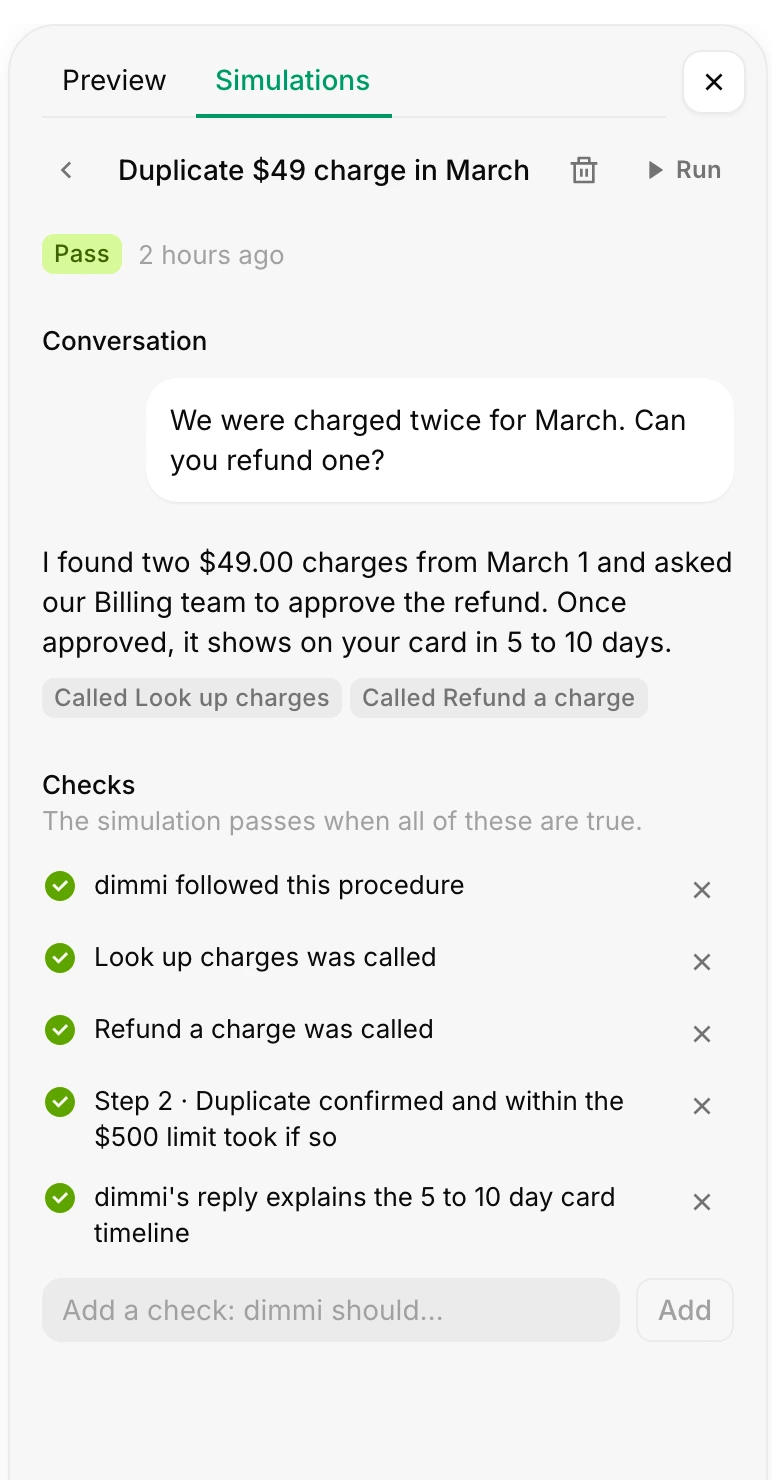 Preview
Simulations
Duplicate $49 charge in March
Run
Pass
2 hours ago
Conversation
We were charged twice for March. Can
you refund one?
I found two $49.00 charges from March 1 and asked
our Billing team to approve the refund. Once
approved, it shows on your card in 5 to 10 days.
Called Look up charges
Called Refund a charge
Checks
The simulation passes when all of these are true.
dimmi followed this procedure
Look up charges was called
Refund a charge was called
Step 2 · Duplicate confirmed and within the
$500 limit took if so
dimmi's reply explains the 5 to 10 day card
timeline
Add a check: dimmi should...
Add